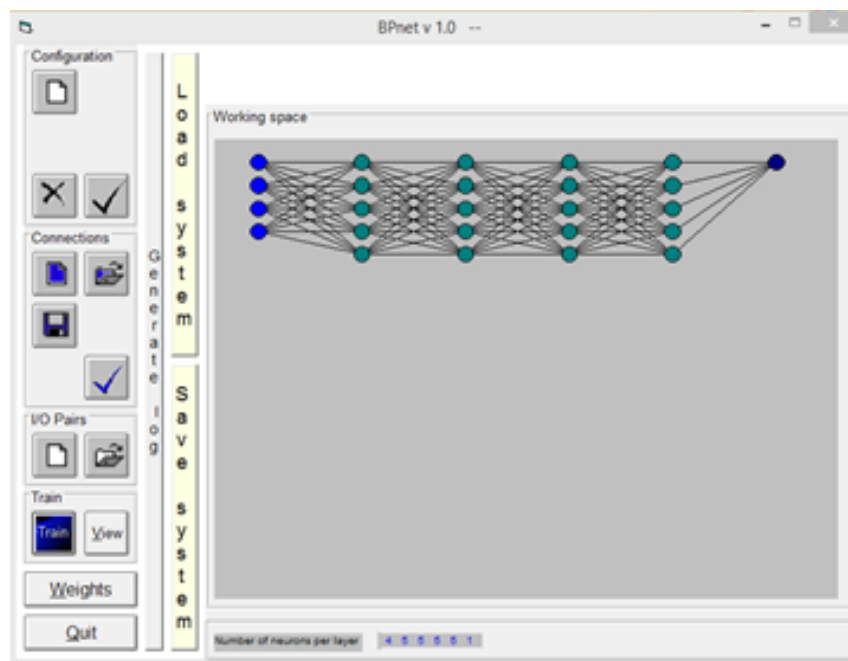 BPnet v 1.0 --
Configuration
Connections
I/O Pairs
Train
Train View
Weights
Quit
Generate log
Load system
Save system
Working space
Number of neurons per layer 4 5 5 5 5 1